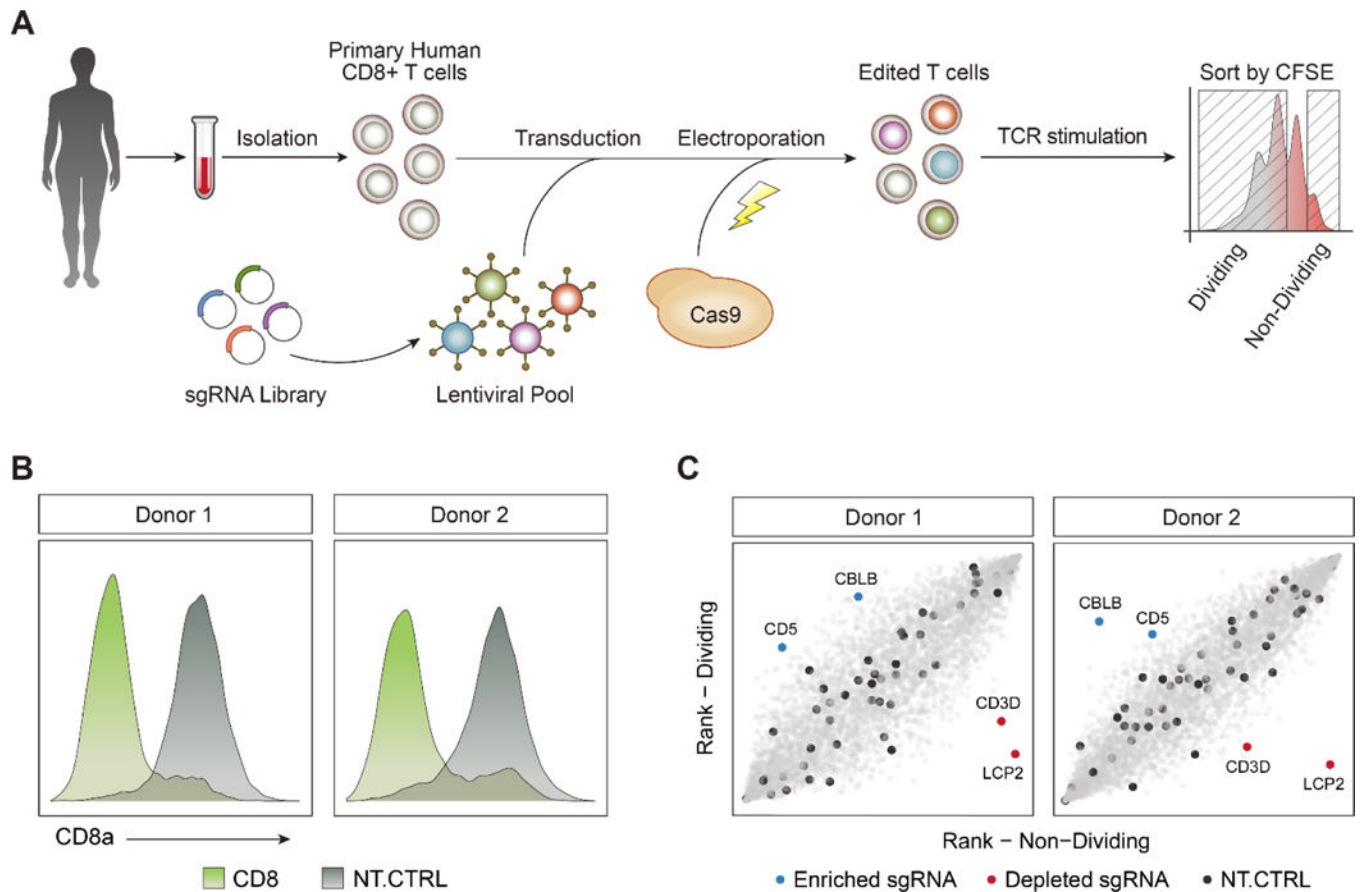 A
Primary Human
CD8+ T cells
Edited T cells
Sort by CFSE
Isolation
Transduction
Electroporation
TCR stimulation
Cas9
Dividing
Non-Dividing
sgRNA Library
Lentiviral Pool
B
Donor 1
Donor 2
CD8a
CD8
NT.CTRL
C
Donor 1
Donor 2
Rank – Dividing
CBLB
CD5
CD3D
LCP2
CBLB
CD5
CD3D
LCP2
Rank – Non-Dividing
Enriched sgRNA
Depleted sgRNA
NT.CTRL